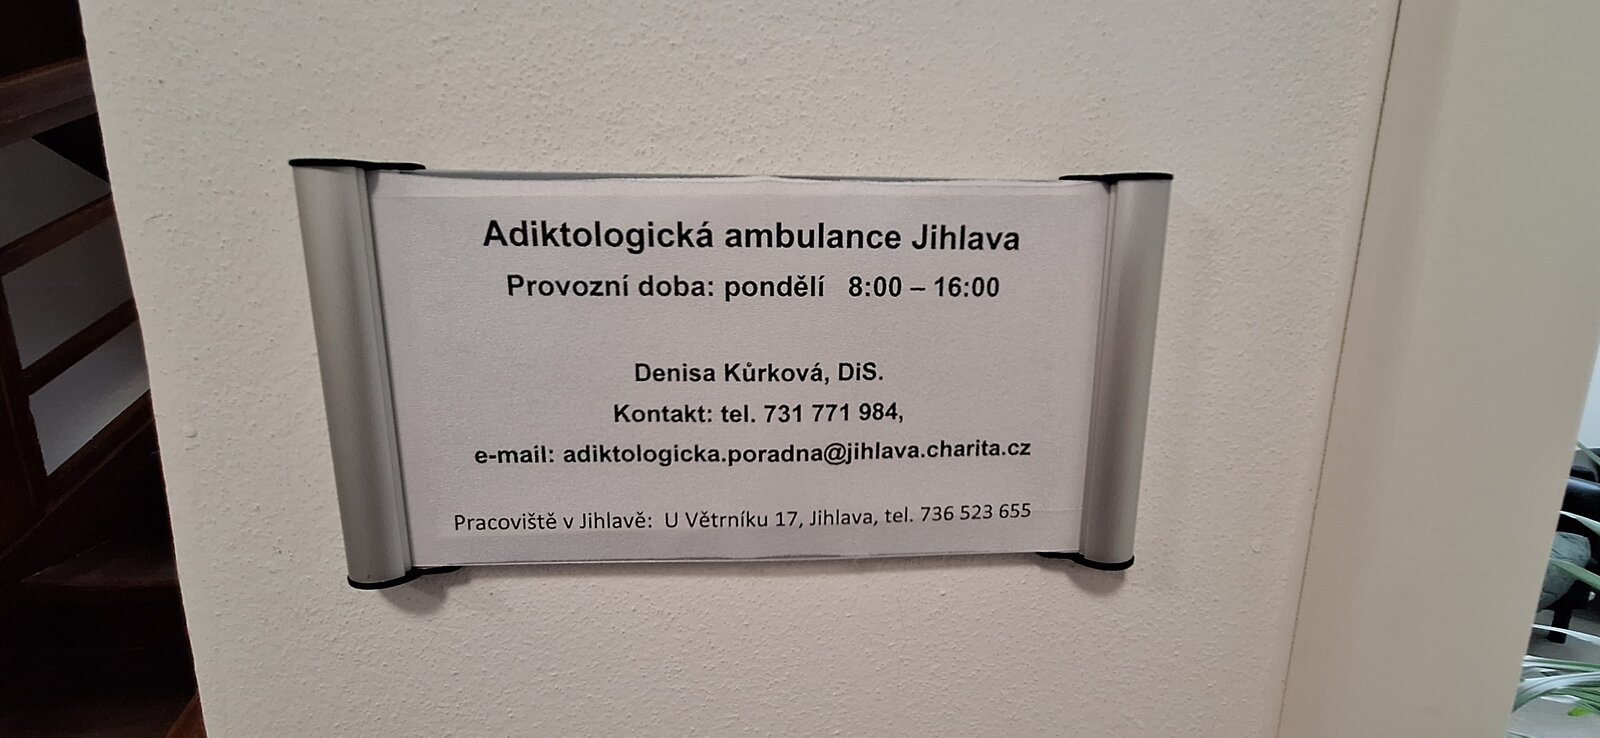 Adiktologická ambulance Jihlava
Provozní doba: pondělí 8:00 – 16:00
Denisa Kůrková, DiS.
Kontakt: tel. 731 771 984,
e-mail: adiktologicka.poradna@jihlava.charita.cz
Pracoviště v Jihlavě: U Větrníku 17, Jihlava, tel. 736 523 655